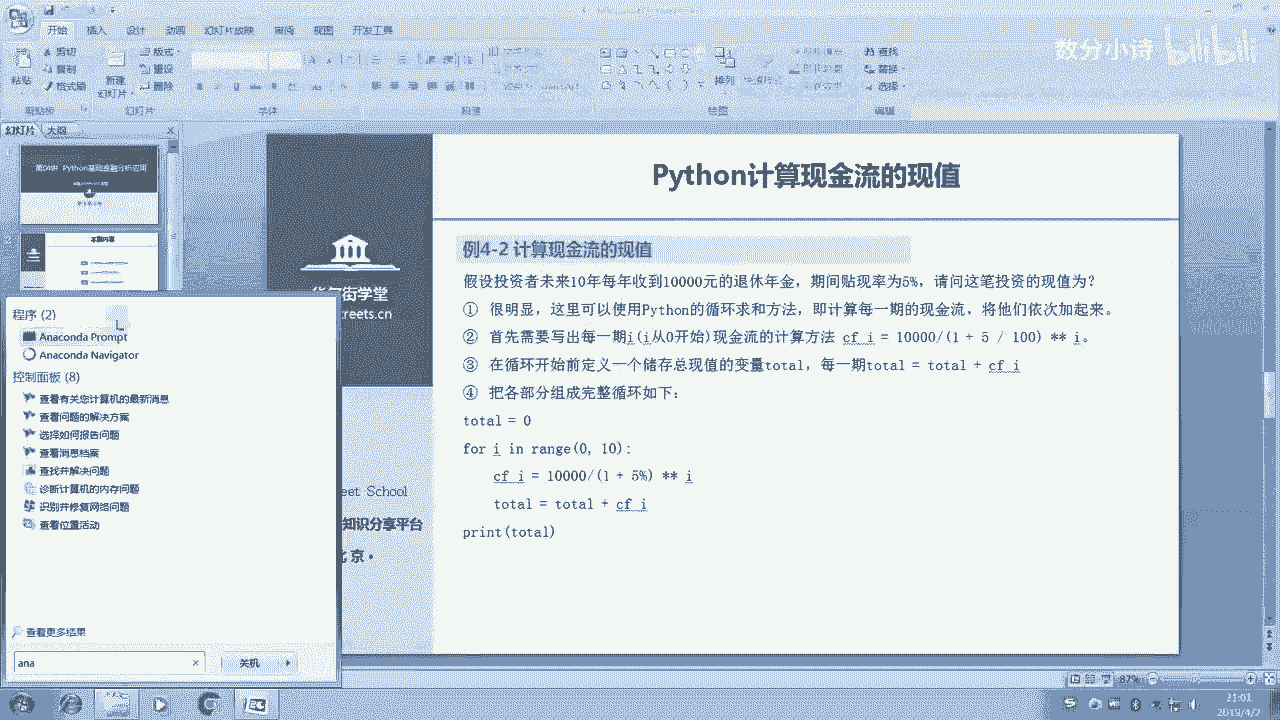 开始 插入 设计 动画 幻灯片放映 审阅 视图 开发工具
剪切
复制
格式刷
粘贴
新建
幻灯片
版式
重设
删除
剪贴板
幻灯片
字体
段落
排列
绘图
查找
替换
选择
编辑
数分小诗 bilibili
幻灯片 大纲
Python计算现金流的现值
例4-2 计算现金流的现值
假设投资者未来10年每年收到10000元的退休年金，期间贴现率为5%，请问这笔投资的现值为？
① 很明显，这里可以使用Python的循环求和方法，即计算每一期的现金流，将他们依次加起来。
② 首先需要写出每一期i(i从0开始)现金流的计算方法 cf_i = 10000/(1 + 5 / 100) ** i。
③ 在循环开始前定义一个储存总现值的变量total，每一期total = total + cf_i
④ 把各部分组成完整循环如下：
total = 0
for i in range(0, 10):
cf_i = 10000/(1 + 5%) ** i
total = total + cf_i
print(total)
streets.cn
eet School
知识分享平台
程序 (2)
Anaconda Prompt
Anaconda Navigator
控制面板 (8)
查看有关您计算机的最新消息
查看问题的解决方案
选择如何报告问题
查看消息档案
查找并解决问题
诊断计算机的内存问题
识别并修复网络问题
查看位置活动
查看更多结果
ana
关机
87%
21:01
2019/4/2